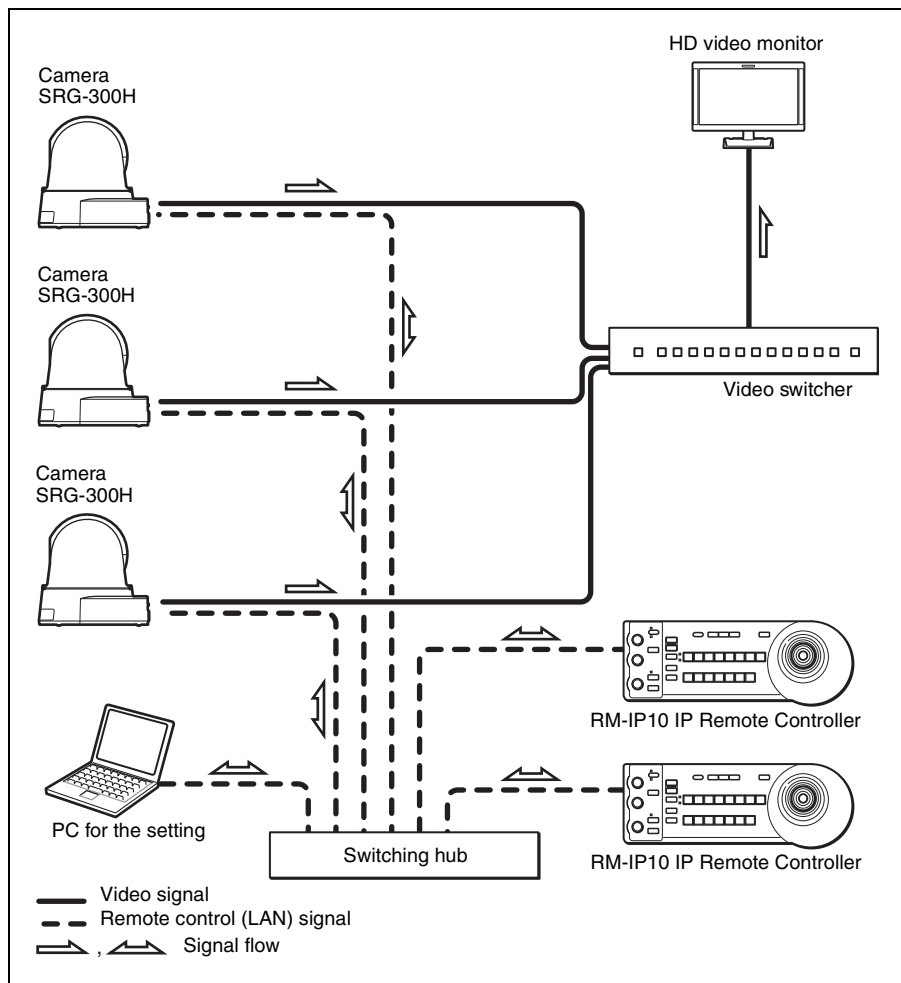 HD video monitor
Camera
SRG-300H
Camera
SRG-300H
Video switcher
Camera
SRG-300H
RM-IP10 IP Remote Controller
PC for the setting
Switching hub
RM-IP10 IP Remote Controller
Video signal
Remote control (LAN) signal
, Signal flow